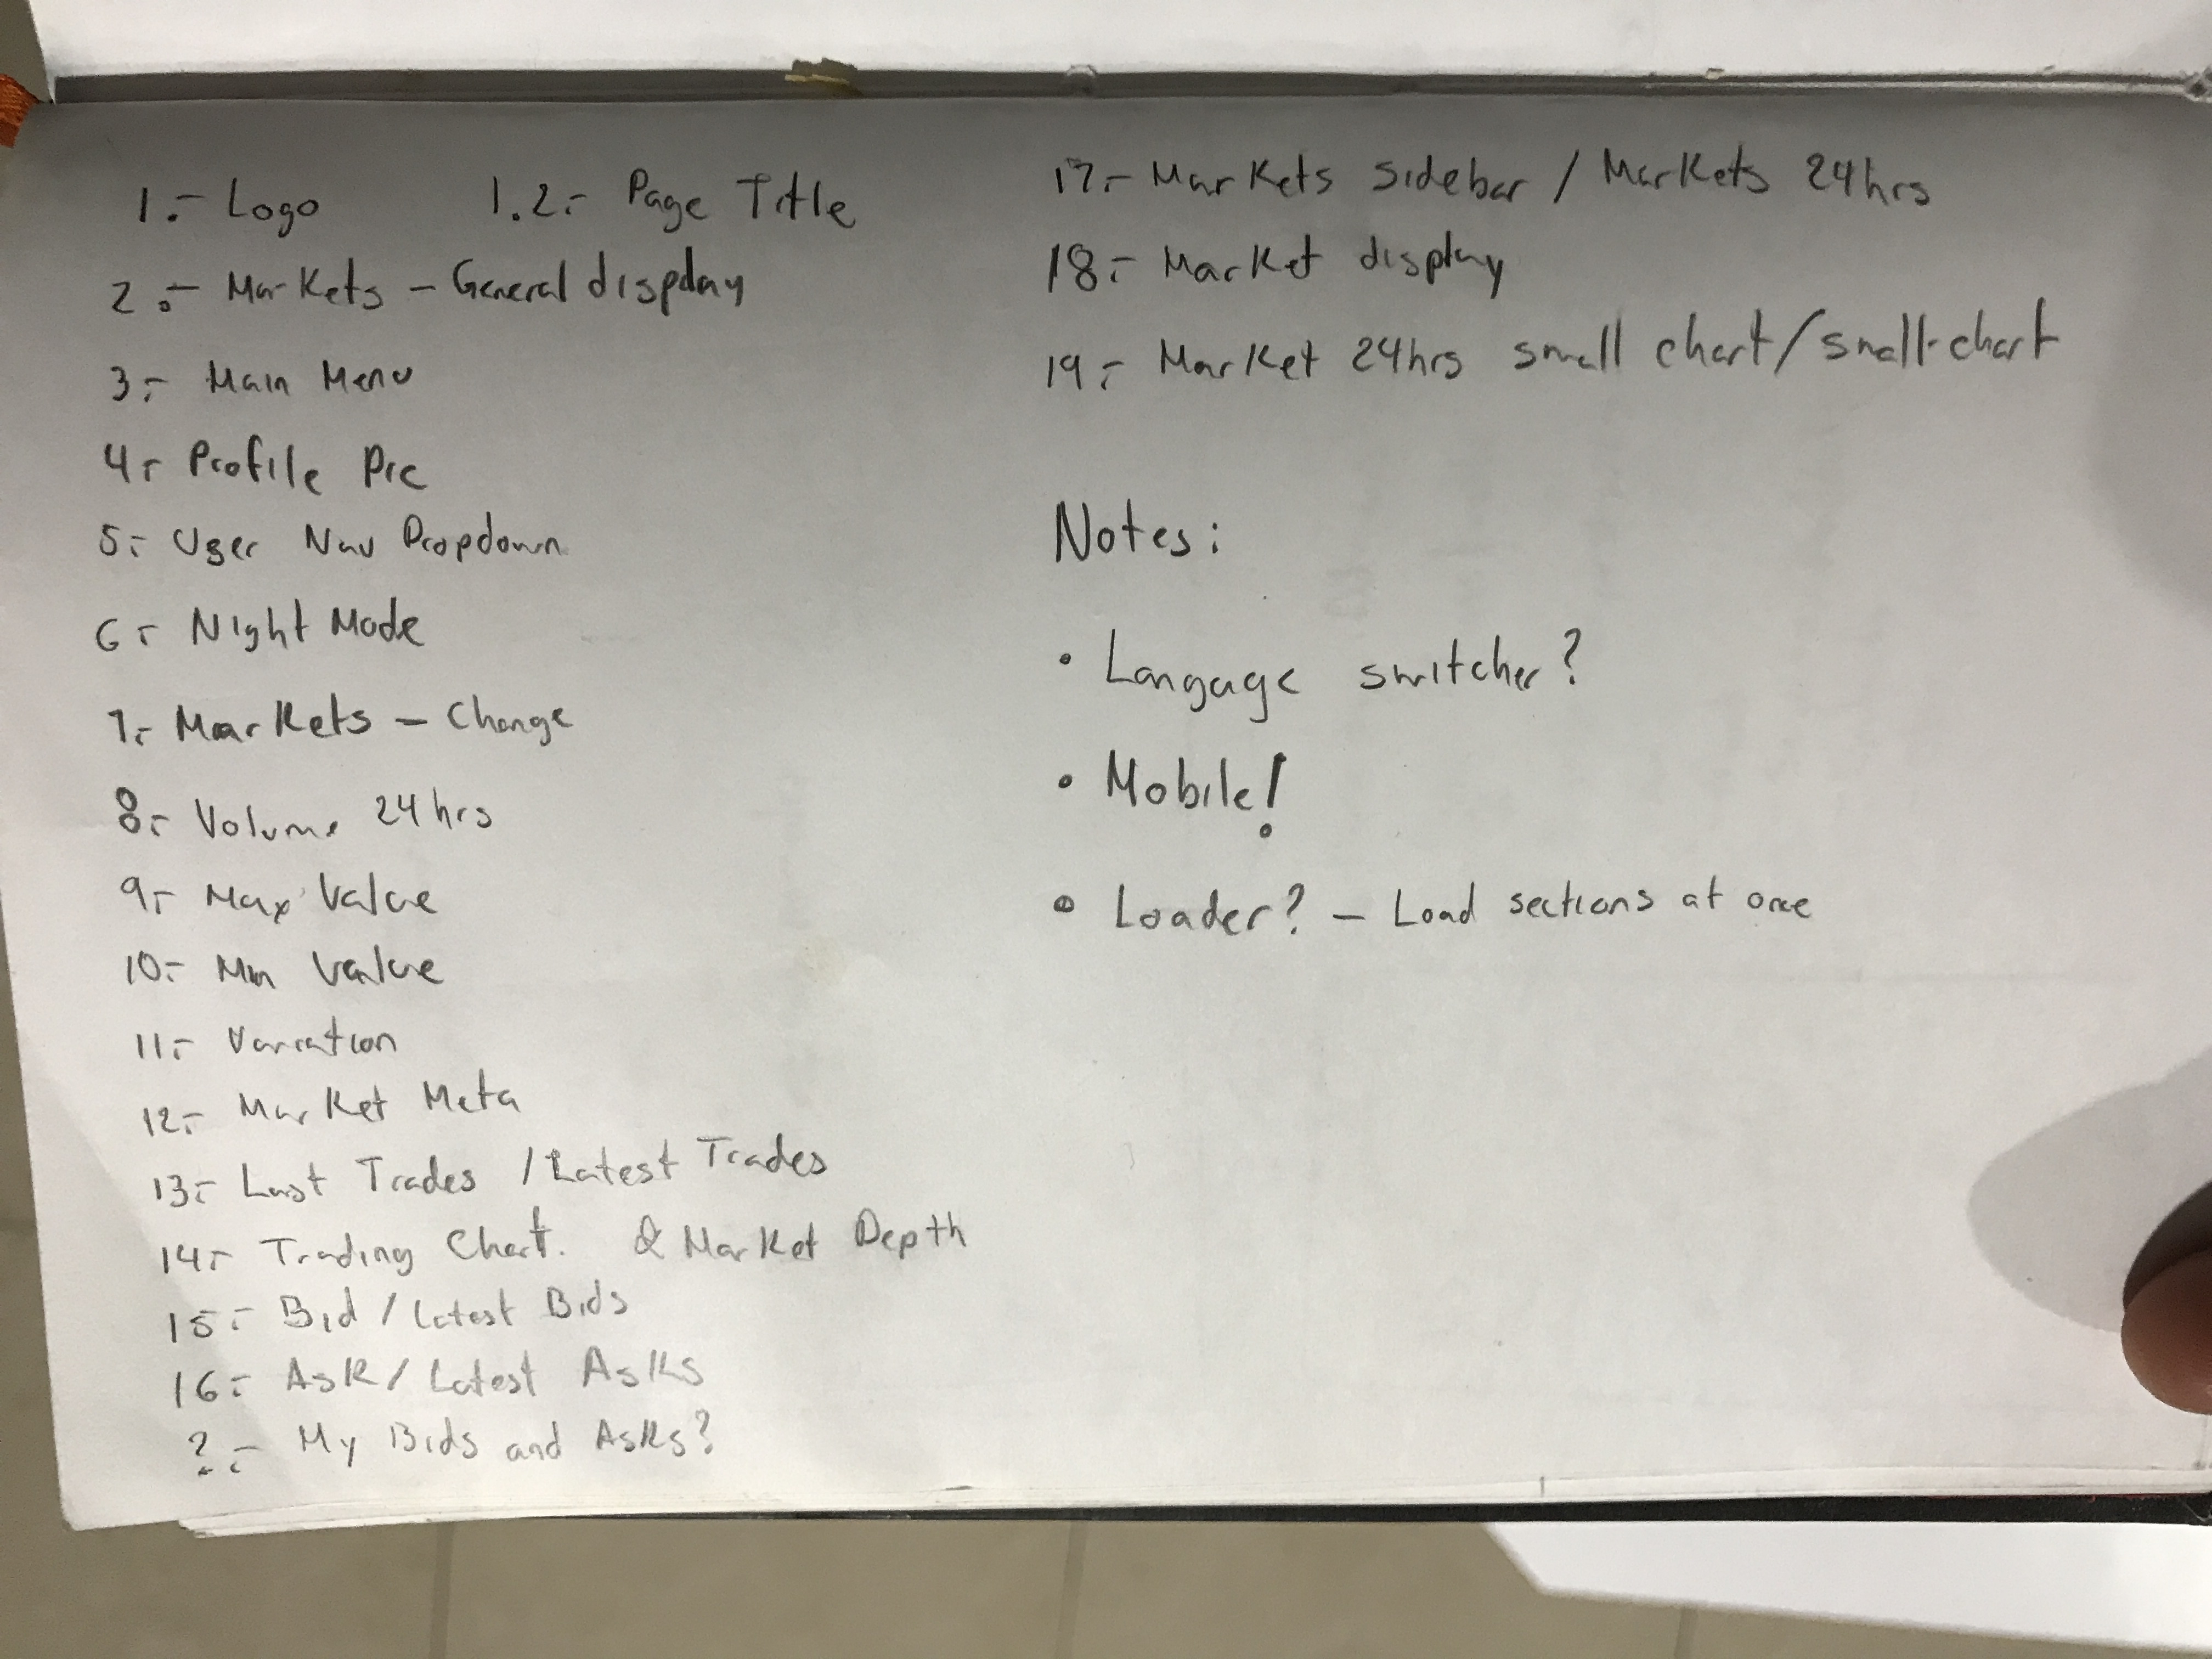 1.- Logo 1.2.- Page Title
2.- Markets - General display
3.- Main Menu
4.- Profile Pic
5.- User Nav Dropdown
6.- Night Mode
7.- Markets - Change
8.- Volume 24hrs
9.- Max Value
10.- Min Value
11.- Variation
12.- Market Meta
13.- Last Trades / Latest Trades
14.- Trading Chart. & Market Depth
15.- Bid / Latest Bids
16.- Ask / Latest Asks
?.- My Bids and Asks?
17.- Markets sidebar / Markets 24hrs
18.- Market display
19.- Market 24hrs small chart/small-chart
Notes:
• Langage switcher?
• Mobile!
• Loader? - Load sections at once